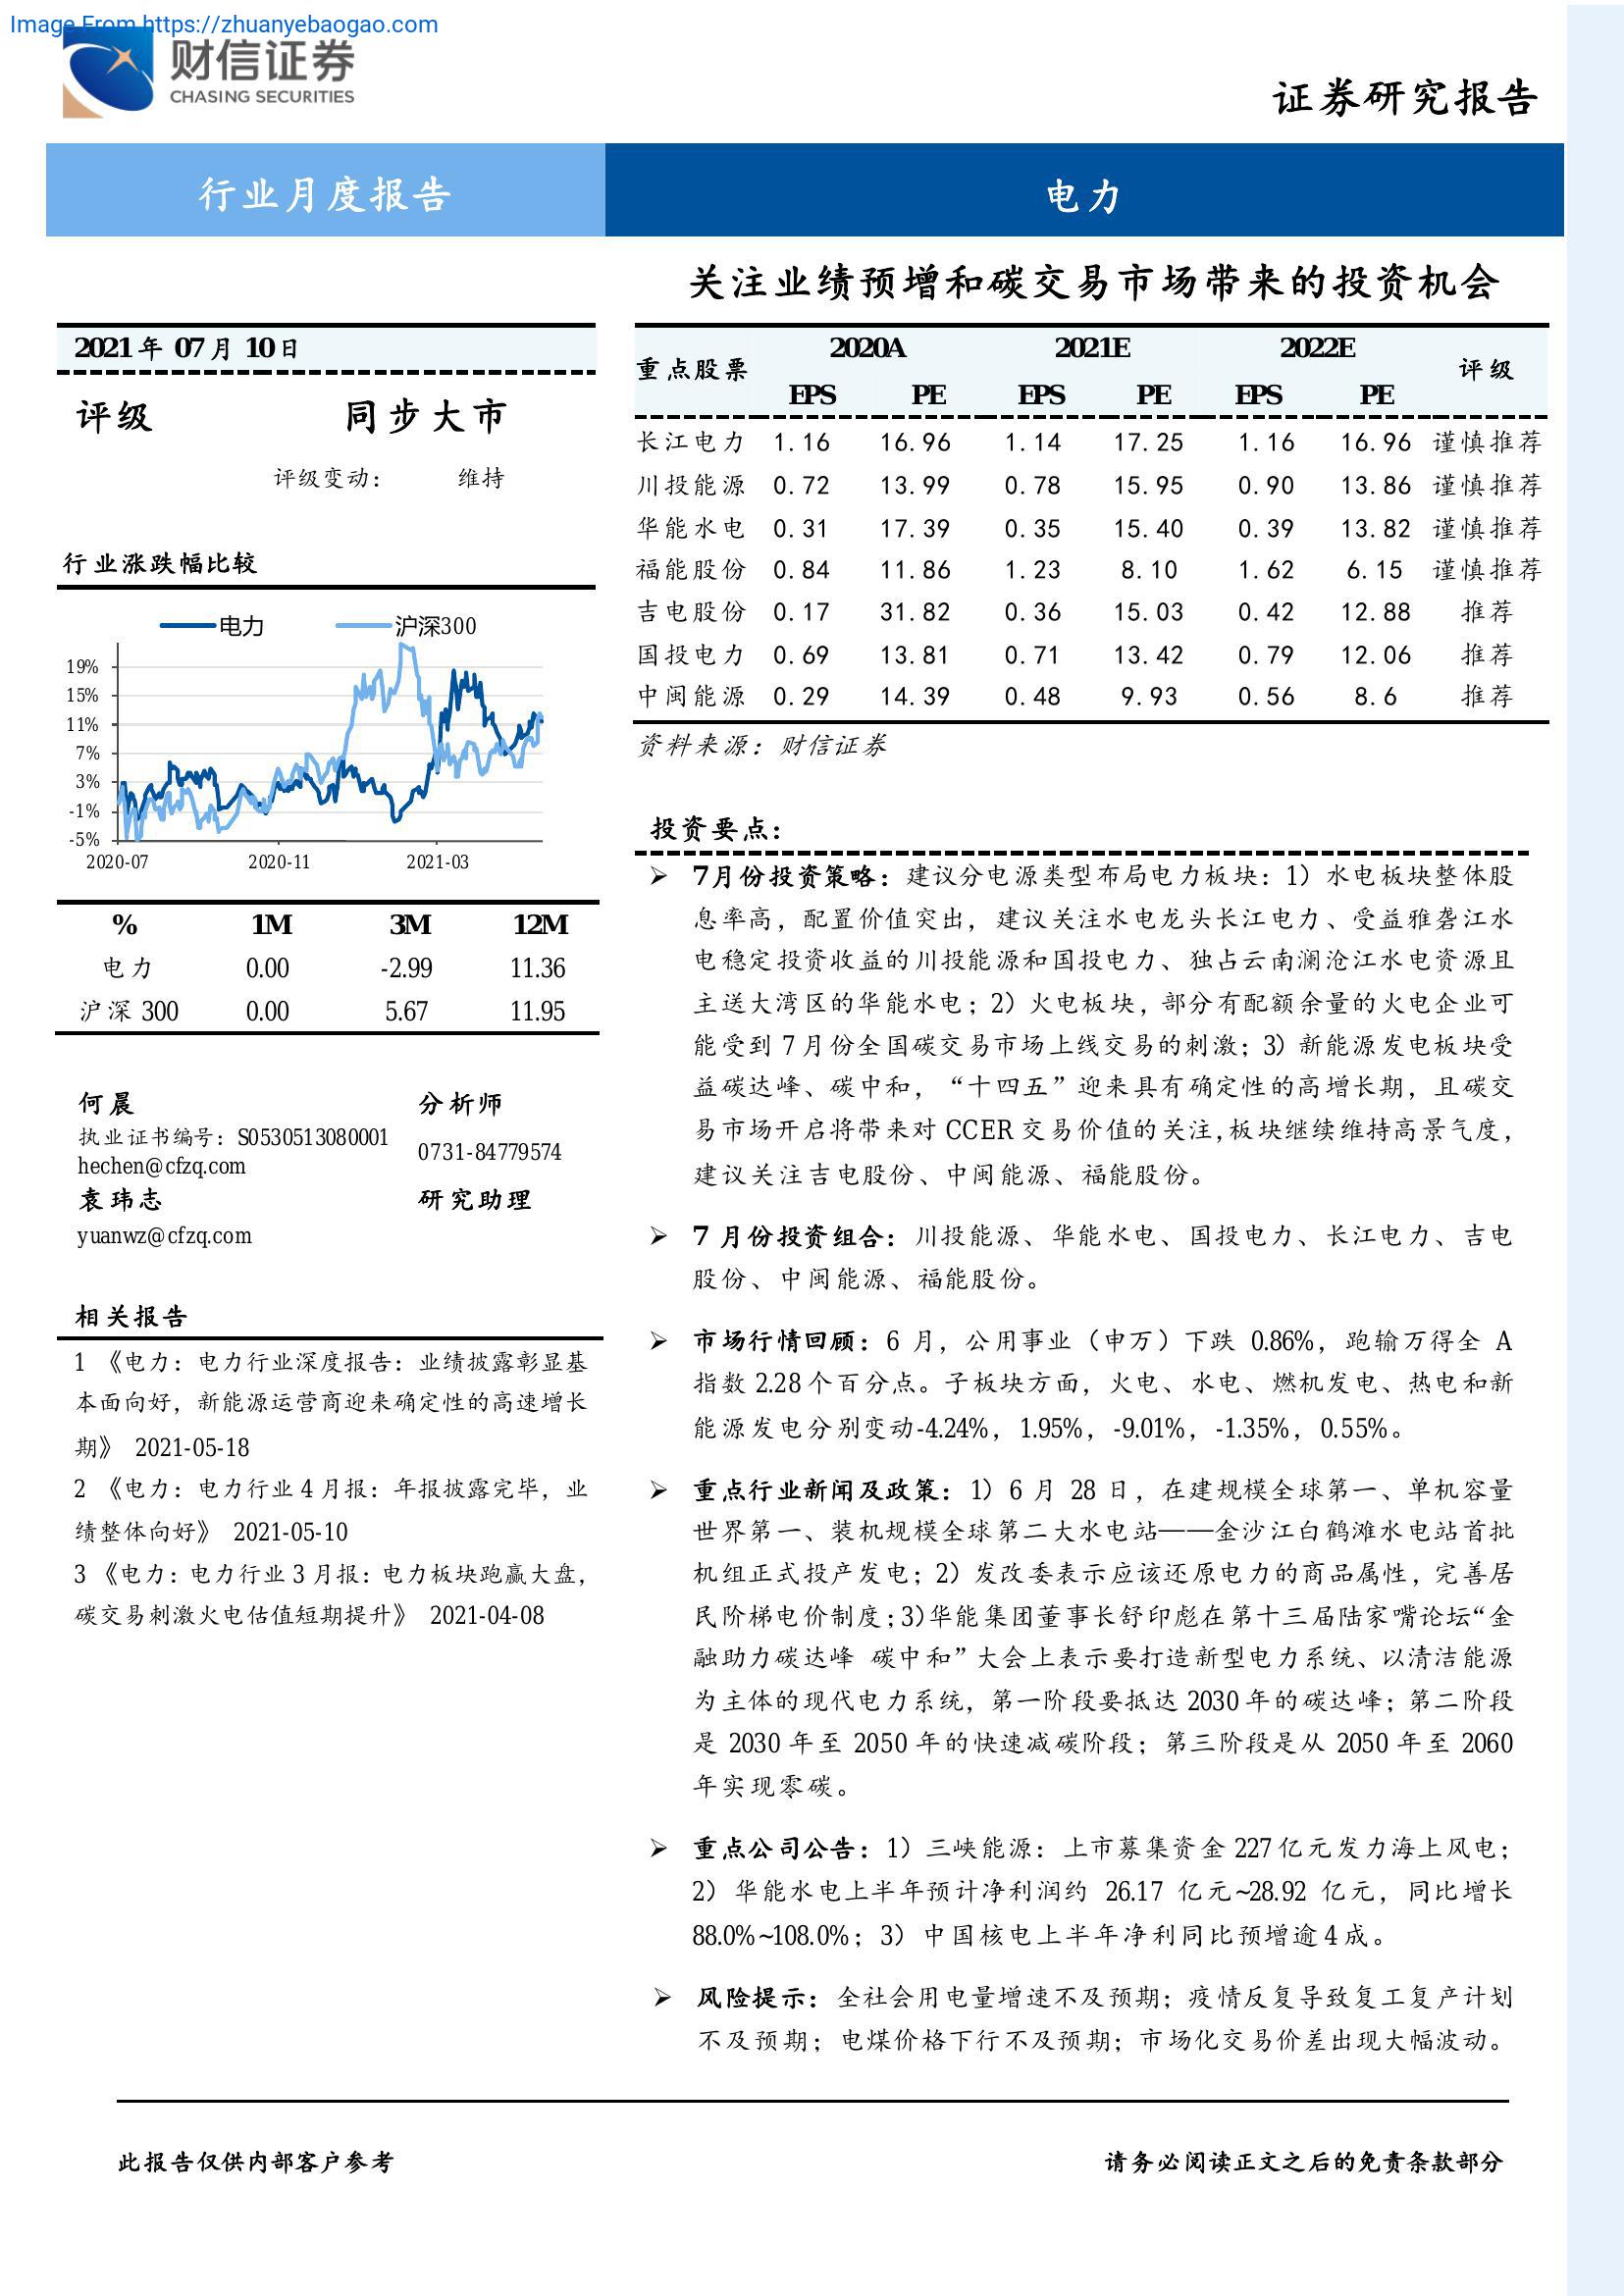 Image From https://zhuanyebaogao.com
财信证券
CHASING SECURITIES
证券研究报告
行业月度报告
电力
关注业绩预增和碳交易市场带来的投资机会
2021年 07月 10日
评级 同步大市
评级变动： 维持
行业涨跌幅比较
电力 沪深300
19%
15%
11%
7%
3%
-1%
-5%
2020-07 2020-11 2021-03
% 1M 3M 12M
电力 0.00 -2.99 11.36
沪深 300 0.00 5.67 11.95
何晨 分析师
执业证书编号：S0530513080001 0731-84779574
hechen@cfzq.com
袁玮志 研究助理
yuanwz@cfzq.com
相关报告
1 《电力：电力行业深度报告：业绩披露彰显基
本面向好，新能源运营商迎来确定性的高速增长
期》 2021-05-18
2 《电力：电力行业 4 月报：年报披露完毕，业
绩整体向好》 2021-05-10
3 《电力：电力行业 3 月报：电力板块跑赢大盘，
碳交易刺激火电估值短期提升》 2021-04-08
重点股票 2020A 2021E 2022E 评级
EPS PE EPS PE EPS PE
长江电力 1.16 16.96 1.14 17.25 1.16 16.96 谨慎推荐
川投能源 0.72 13.99 0.78 15.95 0.90 13.86 谨慎推荐
华能水电 0.31 17.39 0.35 15.40 0.39 13.82 谨慎推荐
福能股份 0.84 11.86 1.23 8.10 1.62 6.15 谨慎推荐
吉电股份 0.17 31.82 0.36 15.03 0.42 12.88 推荐
国投电力 0.69 13.81 0.71 13.42 0.79 12.06 推荐
中闽能源 0.29 14.39 0.48 9.93 0.56 8.6 推荐
资料来源：财信证券
投资要点：
➢ 7月份投资策略：建议分电源类型布局电力板块：1）水电板块整体股
息率高，配置价值突出，建议关注水电龙头长江电力、受益雅砻江水
电稳定投资收益的川投能源和国投电力、独占云南澜沧江水电资源且
主送大湾区的华能水电；2）火电板块，部分有配额余量的火电企业可
能受到 7 月份全国碳交易市场上线交易的刺激；3）新能源发电板块受
益碳达峰、碳中和，“十四五”迎来具有确定性的高增长期，且碳交
易市场开启将带来对 CCER 交易价值的关注,板块继续维持高景气度，
建议关注吉电股份、中闽能源、福能股份。
➢ 7 月份投资组合：川投能源、华能水电、国投电力、长江电力、吉电
股份、中闽能源、福能股份。
➢ 市场行情回顾：6 月，公用事业（申万）下跌 0.86%，跑输万得全 A
指数 2.28 个百分点。子板块方面，火电、水电、燃机发电、热电和新
能源发电分别变动-4.24%，1.95%，-9.01%，-1.35%，0.55%。
➢ 重点行业新闻及政策：1）6 月 28 日，在建规模全球第一、单机容量
世界第一、装机规模全球第二大水电站——金沙江白鹤滩水电站首批
机组正式投产发电；2）发改委表示应该还原电力的商品属性，完善居
民阶梯电价制度；3）华能集团董事长舒印彪在第十三届陆家嘴论坛“金
融助力碳达峰 碳中和”大会上表示要打造新型电力系统、以清洁能源
为主体的现代电力系统，第一阶段要抵达 2030 年的碳达峰；第二阶段
是 2030 年至 2050 年的快速减碳阶段；第三阶段是从 2050 年至 2060
年实现零碳。
➢ 重点公司公告：1）三峡能源：上市募集资金 227 亿元发力海上风电；
2）华能水电上半年预计净利润约 26.17 亿元~28.92 亿元，同比增长
88.0%~108.0%；3）中国核电上半年净利同比预增逾 4 成。
➢ 风险提示：全社会用电量增速不及预期；疫情反复导致复工复产计划
不及预期；电煤价格下行不及预期；市场化交易价差出现大幅波动。
此报告仅供内部客户参考 请务必阅读正文之后的免责条款部分